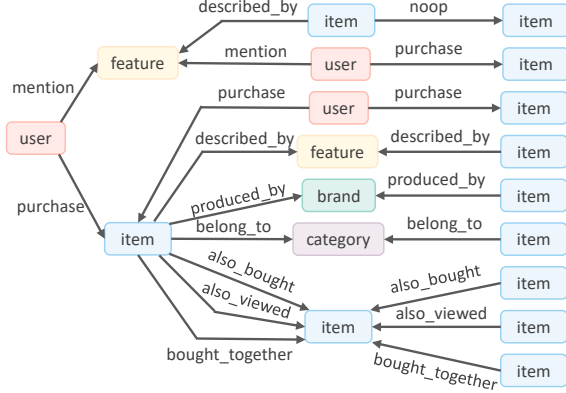 described_by
item
noop
item
feature
mention
user
purchase
item
mention
purchase
user
purchase
item
user
described_by
feature
described_by
item
purchase
produced_by
brand
produced_by
item
item
belong_to
category
belong_to
item
also_bought
also_bought
item
also_viewed
item
also_viewed
item
bought_together
bought_together
item